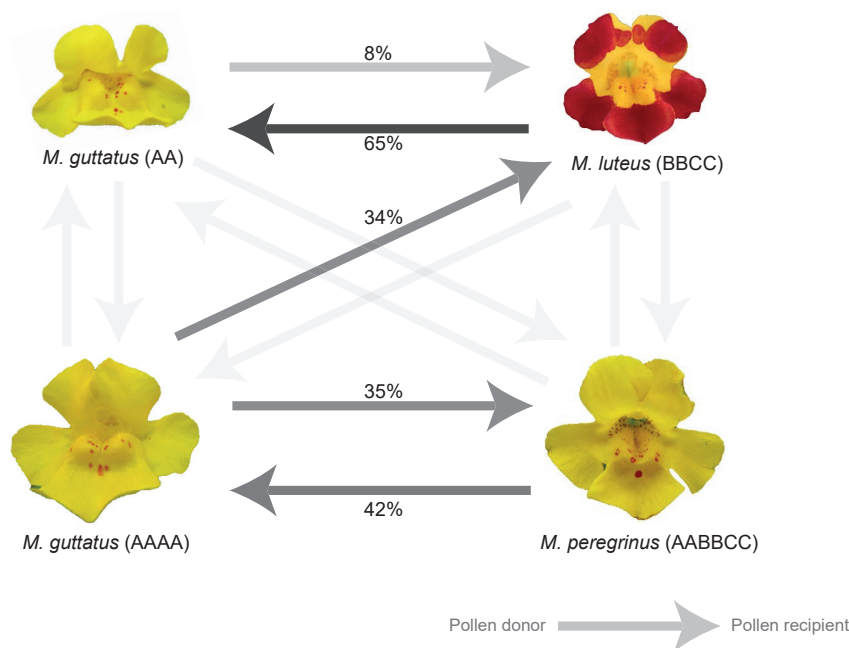 8%
65%
M. guttatus (AA)
M. luteus (BBCC)
34%
35%
42%
M. guttatus (AAAA)
M. peregrinus (AABBCC)
Pollen donor
Pollen recipient